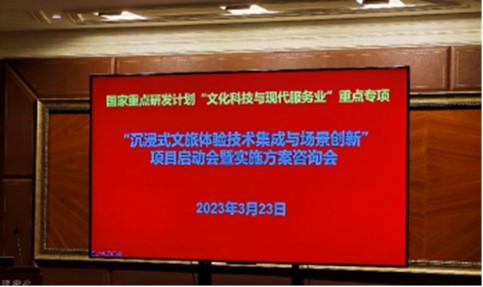 国家重点研发计划“文化科技与现代服务业”重点专项
“沉浸式文旅体验技术集成与场景创新”
项目启动会暨实施方案咨询会
2023年3月23日